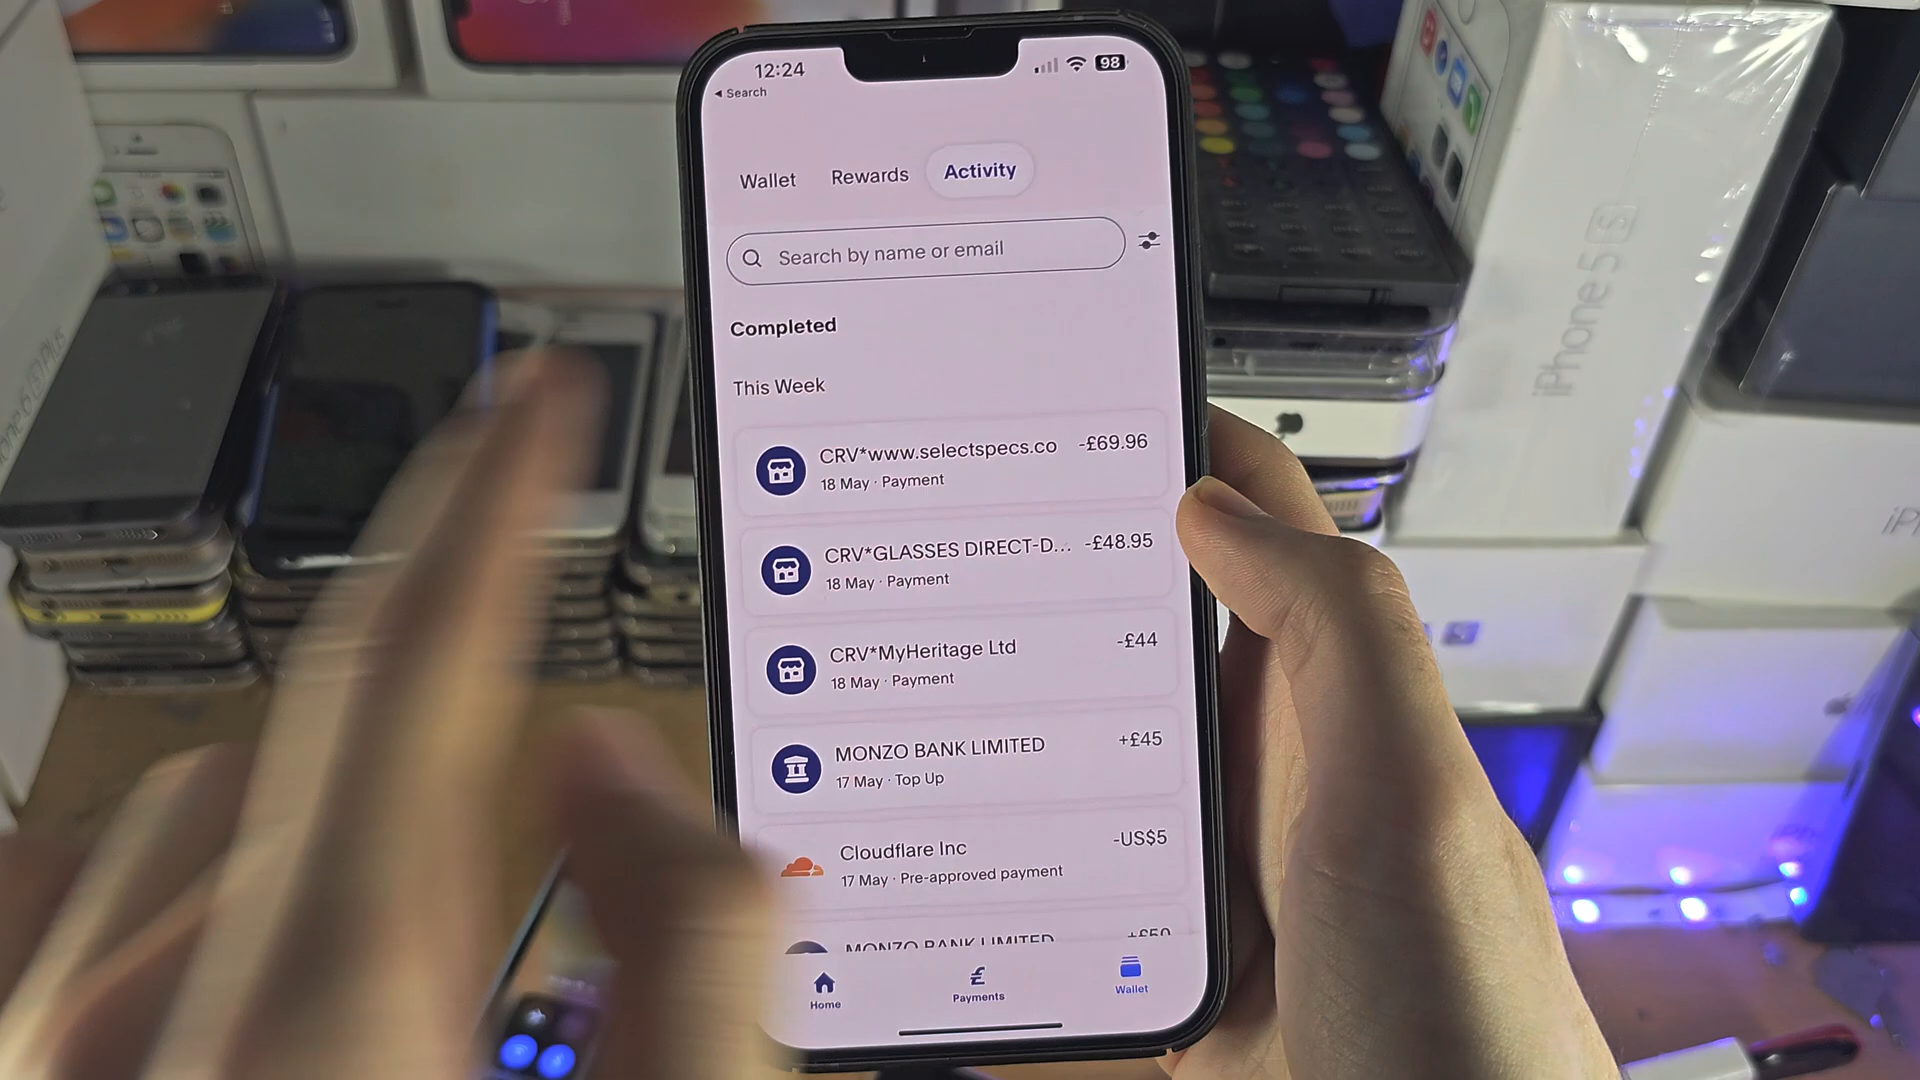 12:24
98
Search
Wallet
Rewards
Activity
Search by name or email
Completed
This Week
CRV*www.selectspecs.co
-£69.96
18 May · Payment
CRV*GLASSES DIRECT-D...
-£48.95
18 May · Payment
CRV*MyHeritage Ltd
-£44
18 May · Payment
MONZO BANK LIMITED
+£45
17 May · Top Up
Cloudflare Inc
-US$5
17 May · Pre-approved payment
MONZO BANK LIMITED
+£50
Home
£
Payments
Wallet
iPhone 5S